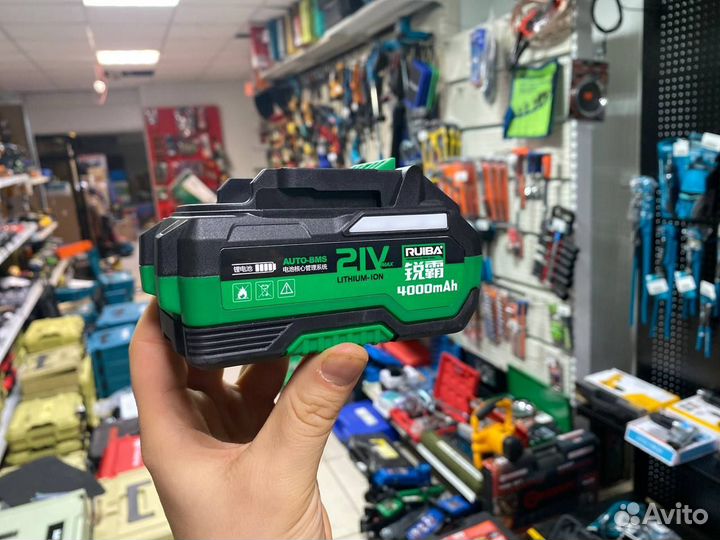 锂电池
AUTO-BMS
电池核心管理系统
21V MAX
LITHIUM-ION
RUIBA
锐霸
4000mAh
Avito